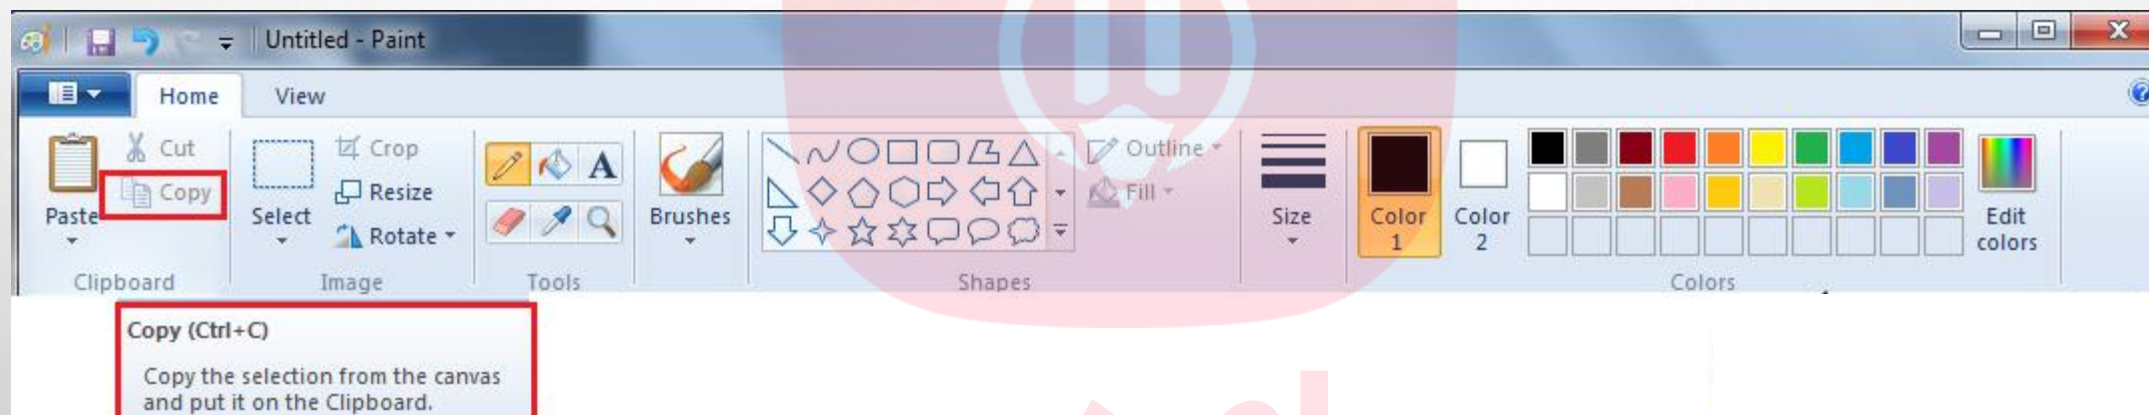 Untitled - Paint
Home View
Cut
Copy
Paste
Clipboard
Select
Crop
Resize
Rotate
Image
A
Tools
Brushes
Shapes
Outline
Fill
Size
Color
1
Color
2
Edit
colors
Colors
Copy (Ctrl+C)
Copy the selection from the canvas
and put it on the Clipboard.